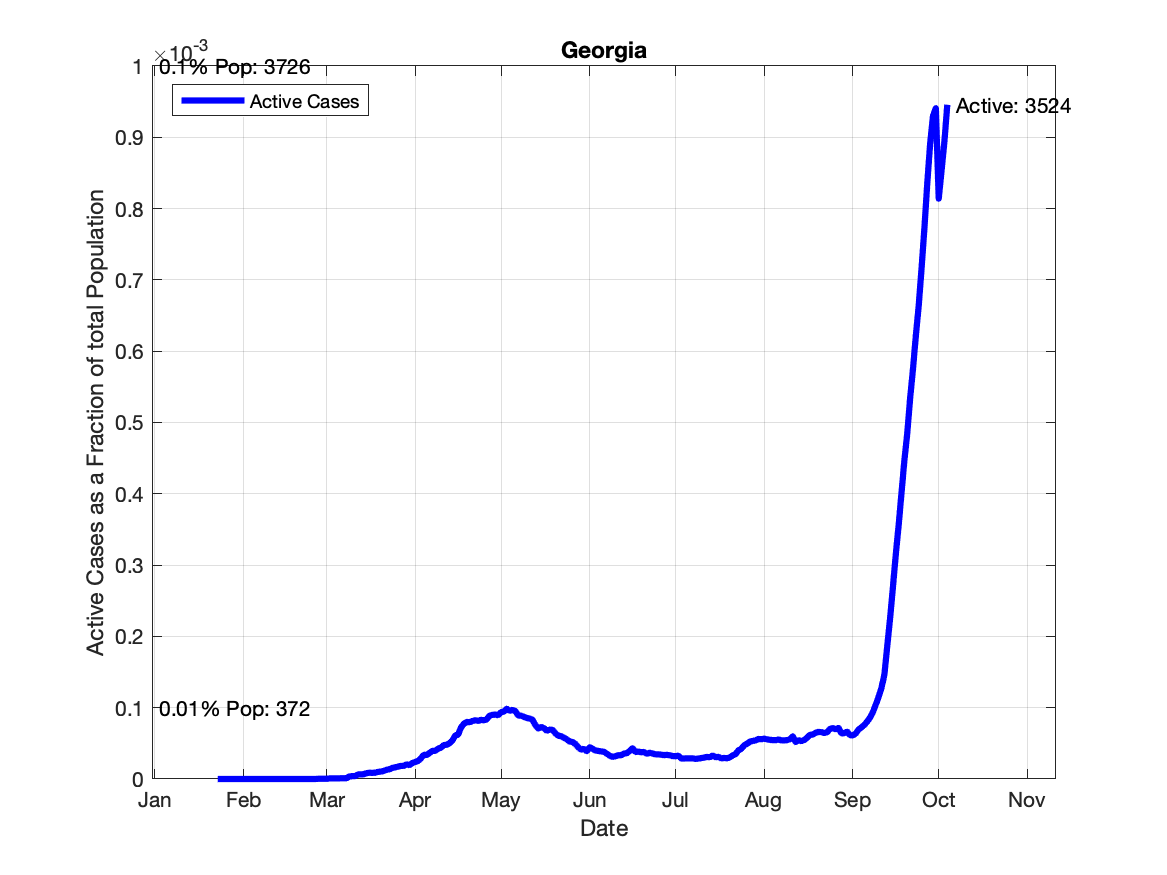 Georgia
×10-3
0.1% Pop: 3726
Active Cases
Active: 3524
0.01% Pop: 372
1
0.9
0.8
0.7
0.6
0.5
0.4
0.3
0.2
0.1
0
Active Cases as a Fraction of total Population
Jan Feb Mar Apr May Jun Jul Aug Sep Oct Nov
Date